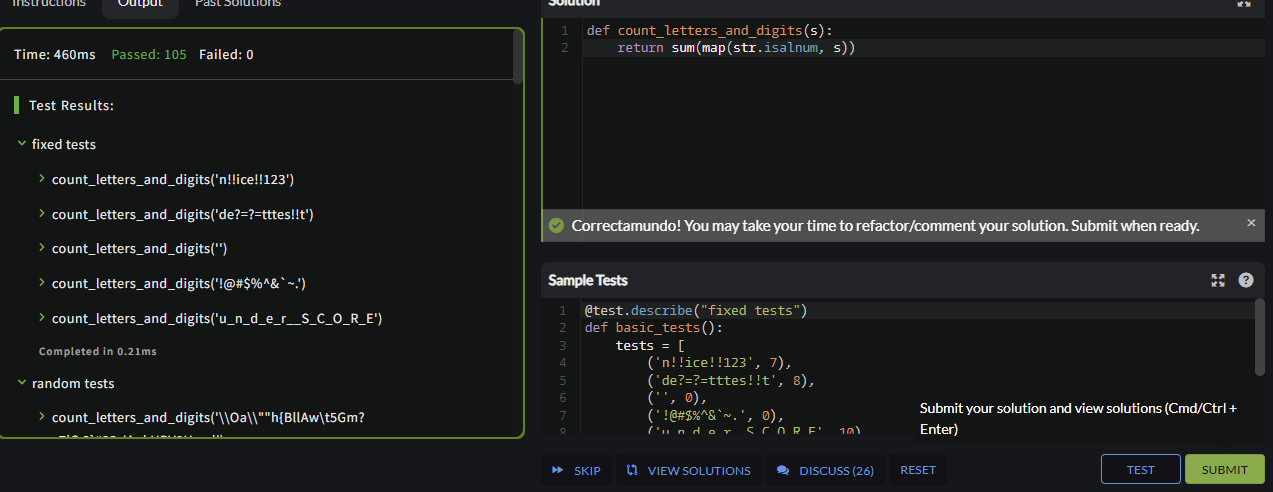 Instructions
Output
Past Solutions
Time: 460ms Passed: 105 Failed: 0
Test Results:
fixed tests
count_letters_and_digits('n!!ice!!123')
count_letters_and_digits('de?=?=tttes!!t')
count_letters_and_digits('')
count_letters_and_digits('!@#$%^&`~.')
count_letters_and_digits('u_n_d_e_r__S_C_O_R_E')
Completed in 0.21ms
random tests
count_letters_and_digits('\\Oa\\""h{BllAw\t5Gm?
Solution
1 def count_letters_and_digits(s):
2 return sum(map(str.isalnum, s))
Correctamundo! You may take your time to refactor/comment your solution. Submit when ready.
Sample Tests
1 @test.describe("fixed tests")
2 def basic_tests():
3 tests = [
4 ('n!!ice!!123', 7),
5 ('de?=?=tttes!!t', 8),
6 ('', 0),
7 ('!@#$%^&`~.', 0),
8 ('u_n_d_e_r__S_C_O_R_E', 10)
Submit your solution and view solutions (Cmd/Ctrl +
Enter)
SKIP
VIEW SOLUTIONS
DISCUSS (26)
RESET
TEST
SUBMIT